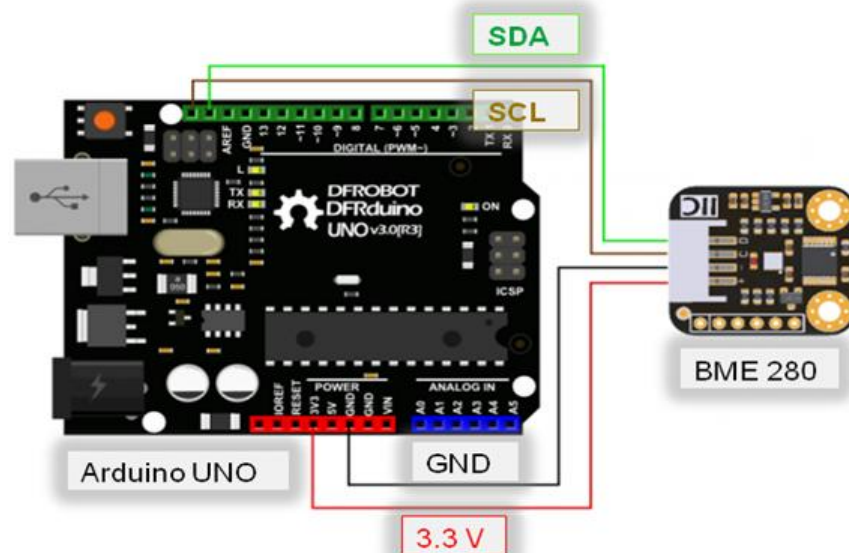 SDA
SCL
AREF
GND
13
12
~11
~10
~9
8
7
~6
~5
4
~3
TX
RX
DIGITAL (PWM~)
L
TX
RX
DFROBOT
DFRduino
UNO v3.0[R3]
ON
ICSP
IIC
BME 280
IOREF
RESET
3V3
5V
GND
GND
VIN
POWER
ANALOG IN
A0
A1
A2
A3
A4
A5
Arduino UNO
GND
3.3 V